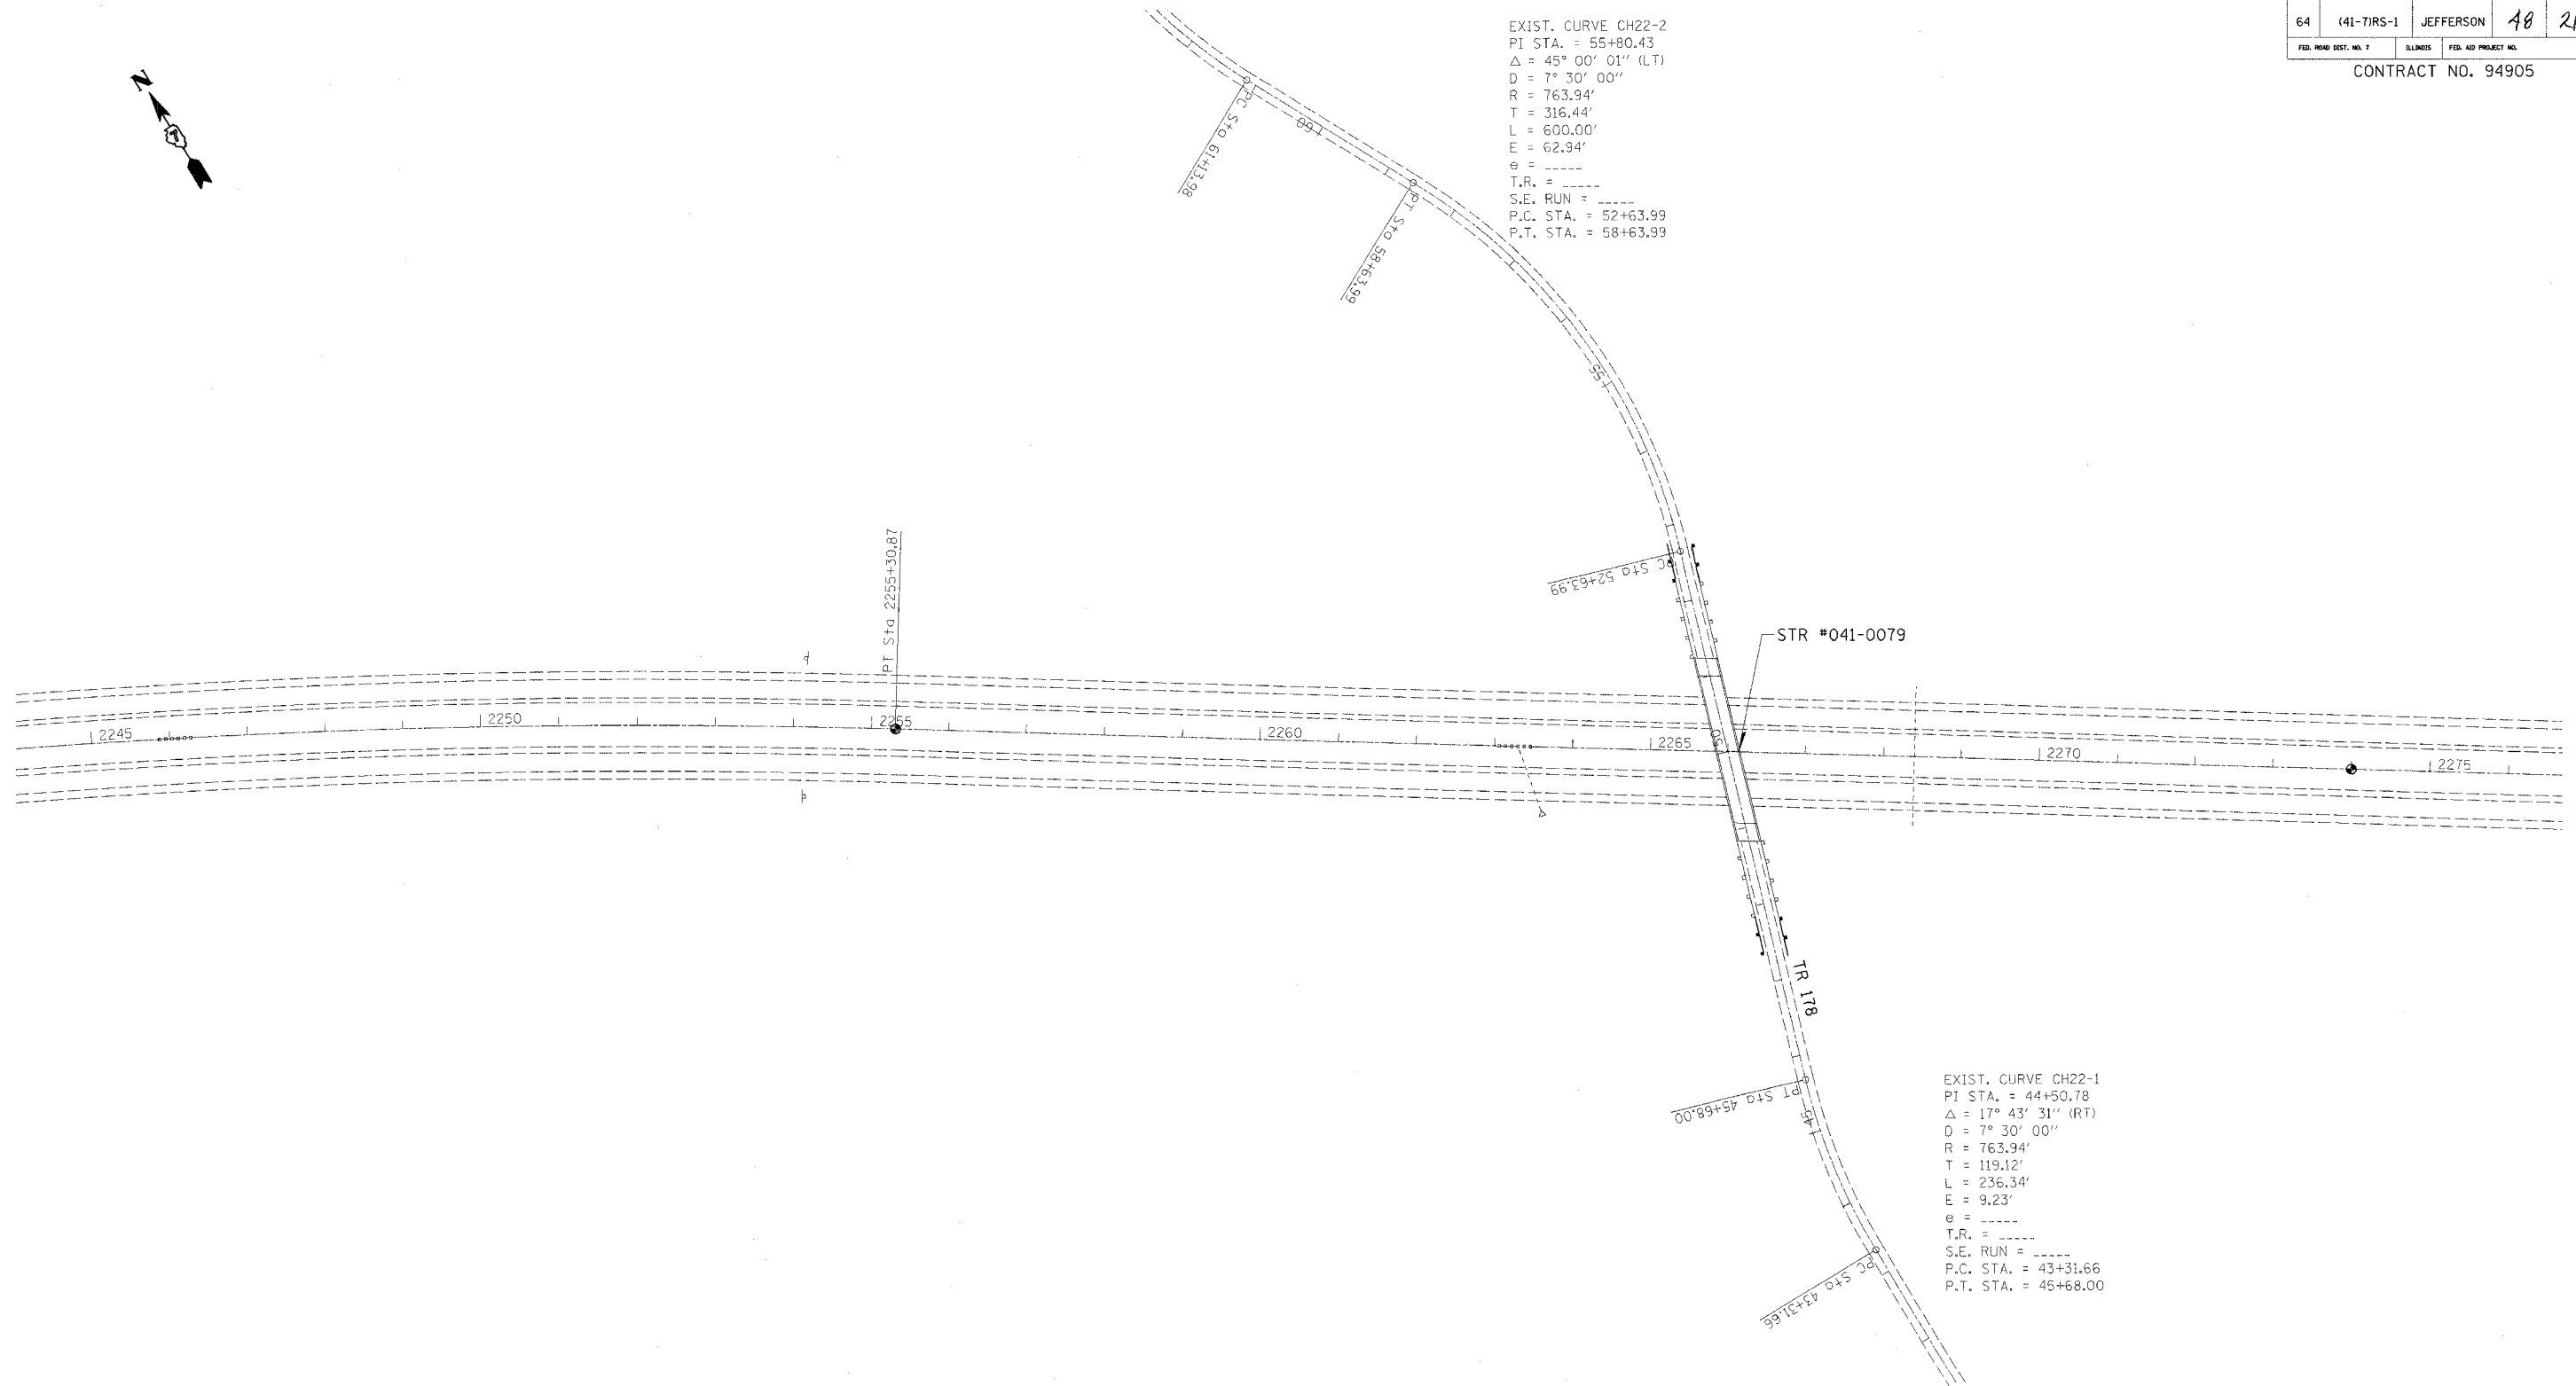 64 (41-7)RS-1 JEFFERSON 48
FED. ROAD DIST. NO. 7 ILLINOIS FED. AID PROJECT NO.
CONTRACT NO. 94905
N
7
EXIST. CURVE CH22-2
PI STA. = 55+80.43
Δ = 45° 00' 01'' (LT)
D = 7° 30' 00''
R = 763.94'
T = 316.44'
L = 600.00'
E = 62.94'
e = _____
T.R. = _____
S.E. RUN = _____
P.C. STA. = 52+63.99
P.T. STA. = 58+63.99
PC Sta 61+13.98
60
PT Sta 58+63.99
55
PC Sta 52+63.99
PT Sta 2255+30.87
STR #041-0079
2245
2250
2255
2260
2265
50
2270
2275
TR 178
PT Sta 45+68.00
45
PC Sta 43+31.66
EXIST. CURVE CH22-1
PI STA. = 44+50.78
Δ = 17° 43' 31'' (RT)
D = 7° 30' 00''
R = 763.94'
T = 119.12'
L = 236.34'
E = 9.23'
e = _____
T.R. = _____
S.E. RUN = _____
P.C. STA. = 43+31.66
P.T. STA. = 45+68.00